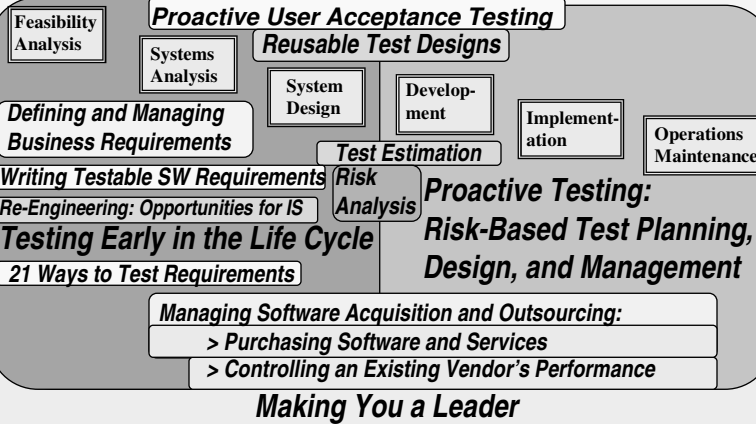 Proactive User Acceptance Testing
Feasibility
Analysis
Reusable Test Designs
Systems
Analysis
System
Design
Develop-
ment
Defining and Managing
Business Requirements
Implement-
ation
Operations
Maintenance
Test Estimation
Writing Testable SW Requirements
Risk
Analysis
Re-Engineering: Opportunities for IS
Testing Early in the Life Cycle
21 Ways to Test Requirements
Proactive Testing:
Risk-Based Test Planning,
Design, and Management
Managing Software Acquisition and Outsourcing:
> Purchasing Software and Services
> Controlling an Existing Vendor's Performance
Making You a Leader